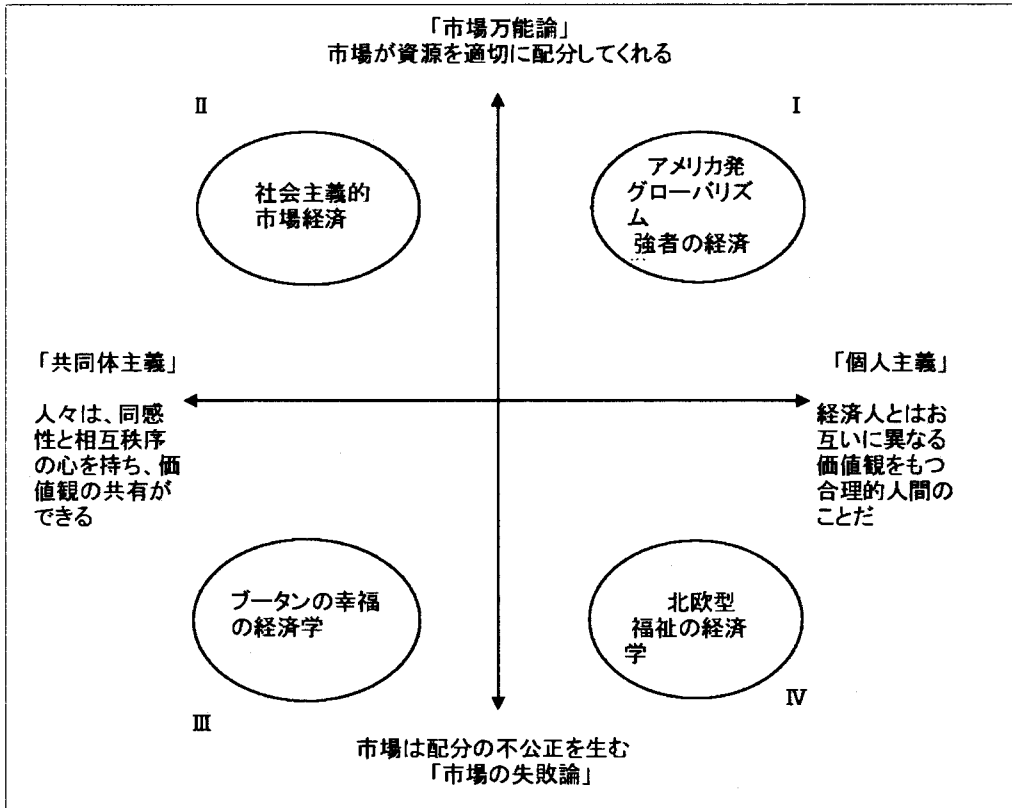 「市場万能論」
市場が資源を適切に配分してくれる
Ⅱ
Ⅰ
社会主義的
市場経済
アメリカ発
グローバリズ
ム
強者の経済
「共同体主義」
人々は、同感
性と相互秩序
の心を持ち、価
値観の共有が
できる
「個人主義」
経済人とはお
互いに異なる
価値観をもつ
合理的人間の
ことだ
ブータンの幸福
の経済学
北欧型
福祉の経済
学
Ⅲ
Ⅳ
市場は配分の不公正を生む
「市場の失敗論」